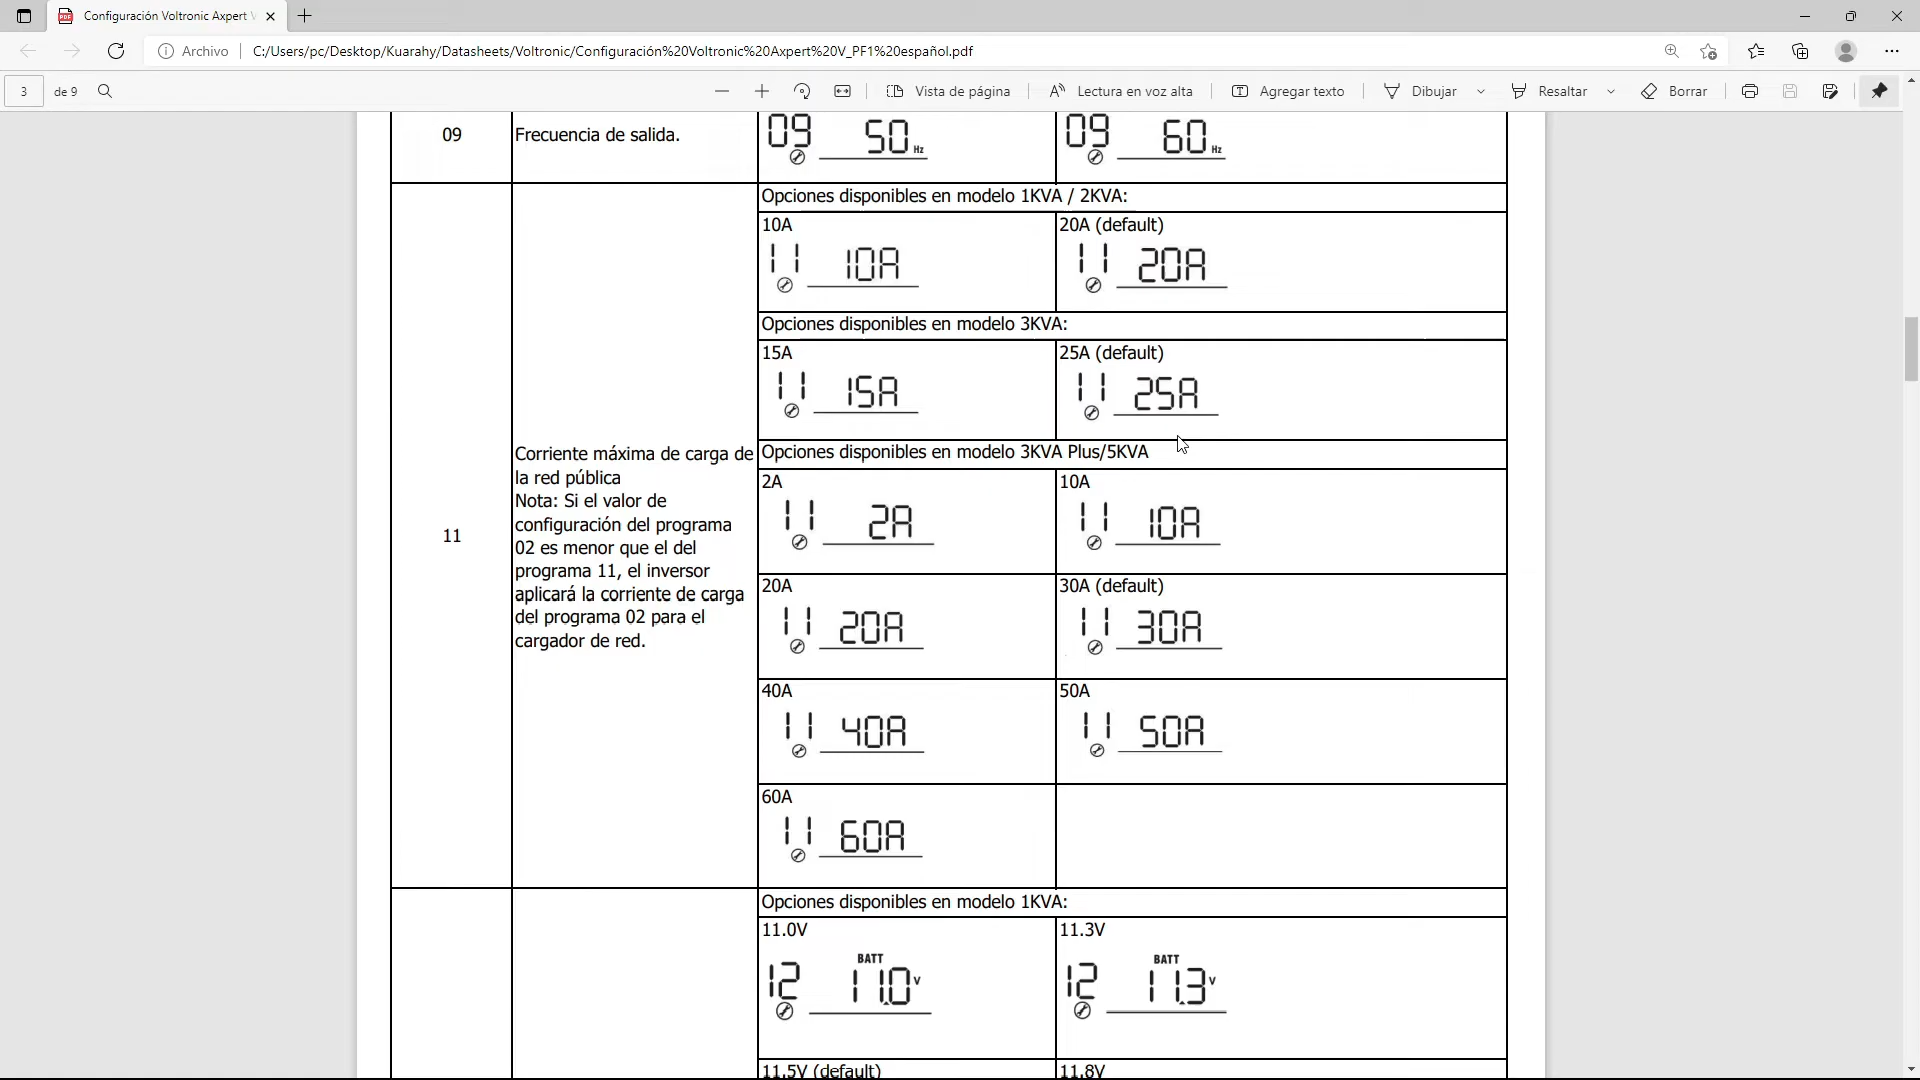 Configuración Voltronic Axpert V
Archivo C:/Users/pc/Desktop/Kuarahy/Datasheets/Voltronic/Configuración%20Voltronic%20Axpert%20V_PF1%20español.pdf
3 de 9 Vista de página Lectura en voz alta Agregar texto Dibujar Resaltar Borrar
09 Frecuencia de salida. 09 50 Hz 09 60 Hz
Opciones disponibles en modelo 1KVA / 2KVA:
10A 20A (default)
11 10A 11 20A
Opciones disponibles en modelo 3KVA:
15A 25A (default)
11 15A 11 25A
11
Corriente máxima de carga de
la red pública
Nota: Si el valor de
configuración del programa
02 es menor que el del
programa 11, el inversor
aplicará la corriente de carga
del programa 02 para el
cargador de red.
Opciones disponibles en modelo 3KVA Plus/5KVA
2A 10A
11 2A 11 10A
20A 30A (default)
11 20A 11 30A
40A 50A
11 40A 11 50A
60A
11 60A
Opciones disponibles en modelo 1KVA:
11.0V 11.3V
BATT BATT
12 11.0 V 12 11.3 V
11.5V (default) 11.8V